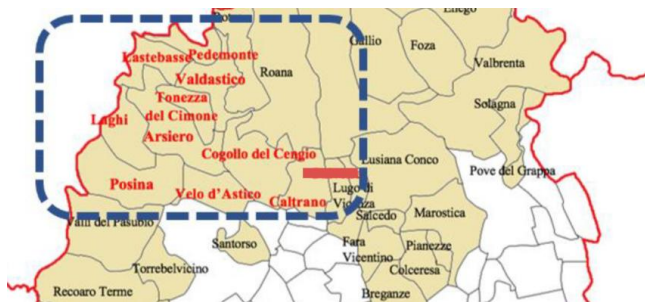 Enego
Rot
Gallio
Foza
Lastebasse
Pedemonte
Valbrenta
Roana
Valdastico
Tonezza
del Cimone
Solagna
Laghi
Arsiero
Cogollo del Cengio
Lusiana Conco
Pove del Grappa
Posina
Velo d'Astico
Lugo di
Vicenza
Caltrano
Salcedo
Marostica
Valli del Pasubio
Santorso
Fara
Vicentino
Pianezze
Torrebelvicino
Colceresa
Recoaro Terme
Breganze